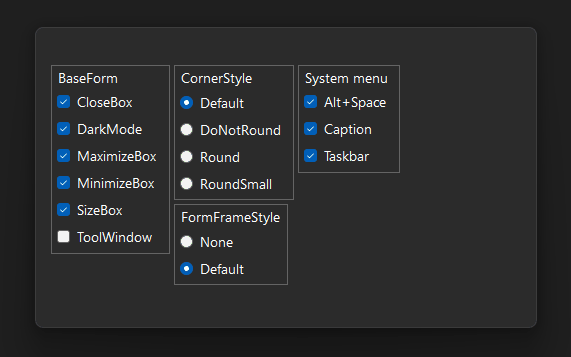 BaseForm
CloseBox
DarkMode
MaximizeBox
MinimizeBox
SizeBox
ToolWindow
CornerStyle
Default
DoNotRound
Round
RoundSmall
FormFrameStyle
None
Default
System menu
Alt+Space
Caption
Taskbar